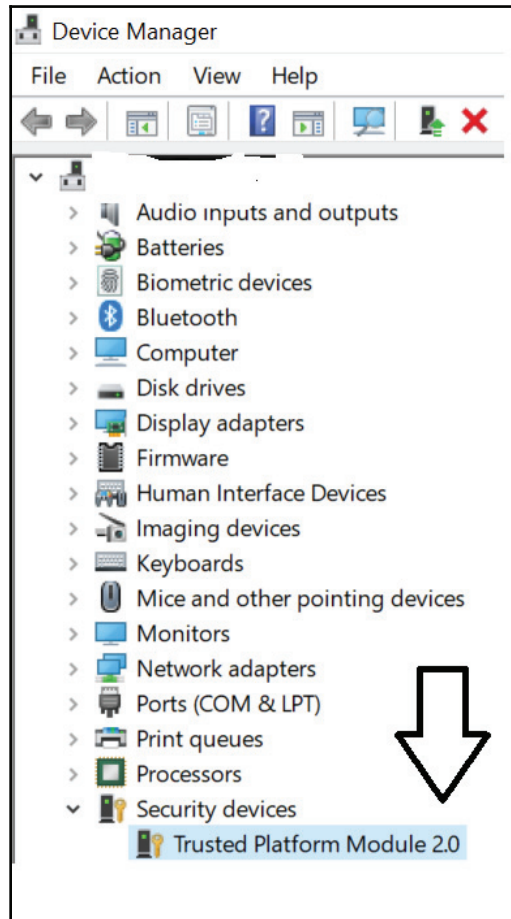 Device Manager
File Action View Help
Audio inputs and outputs
Batteries
Biometric devices
Bluetooth
Computer
Disk drives
Display adapters
Firmware
Human Interface Devices
Imaging devices
Keyboards
Mice and other pointing devices
Monitors
Network adapters
Ports (COM & LPT)
Print queues
Processors
Security devices
Trusted Platform Module 2.0